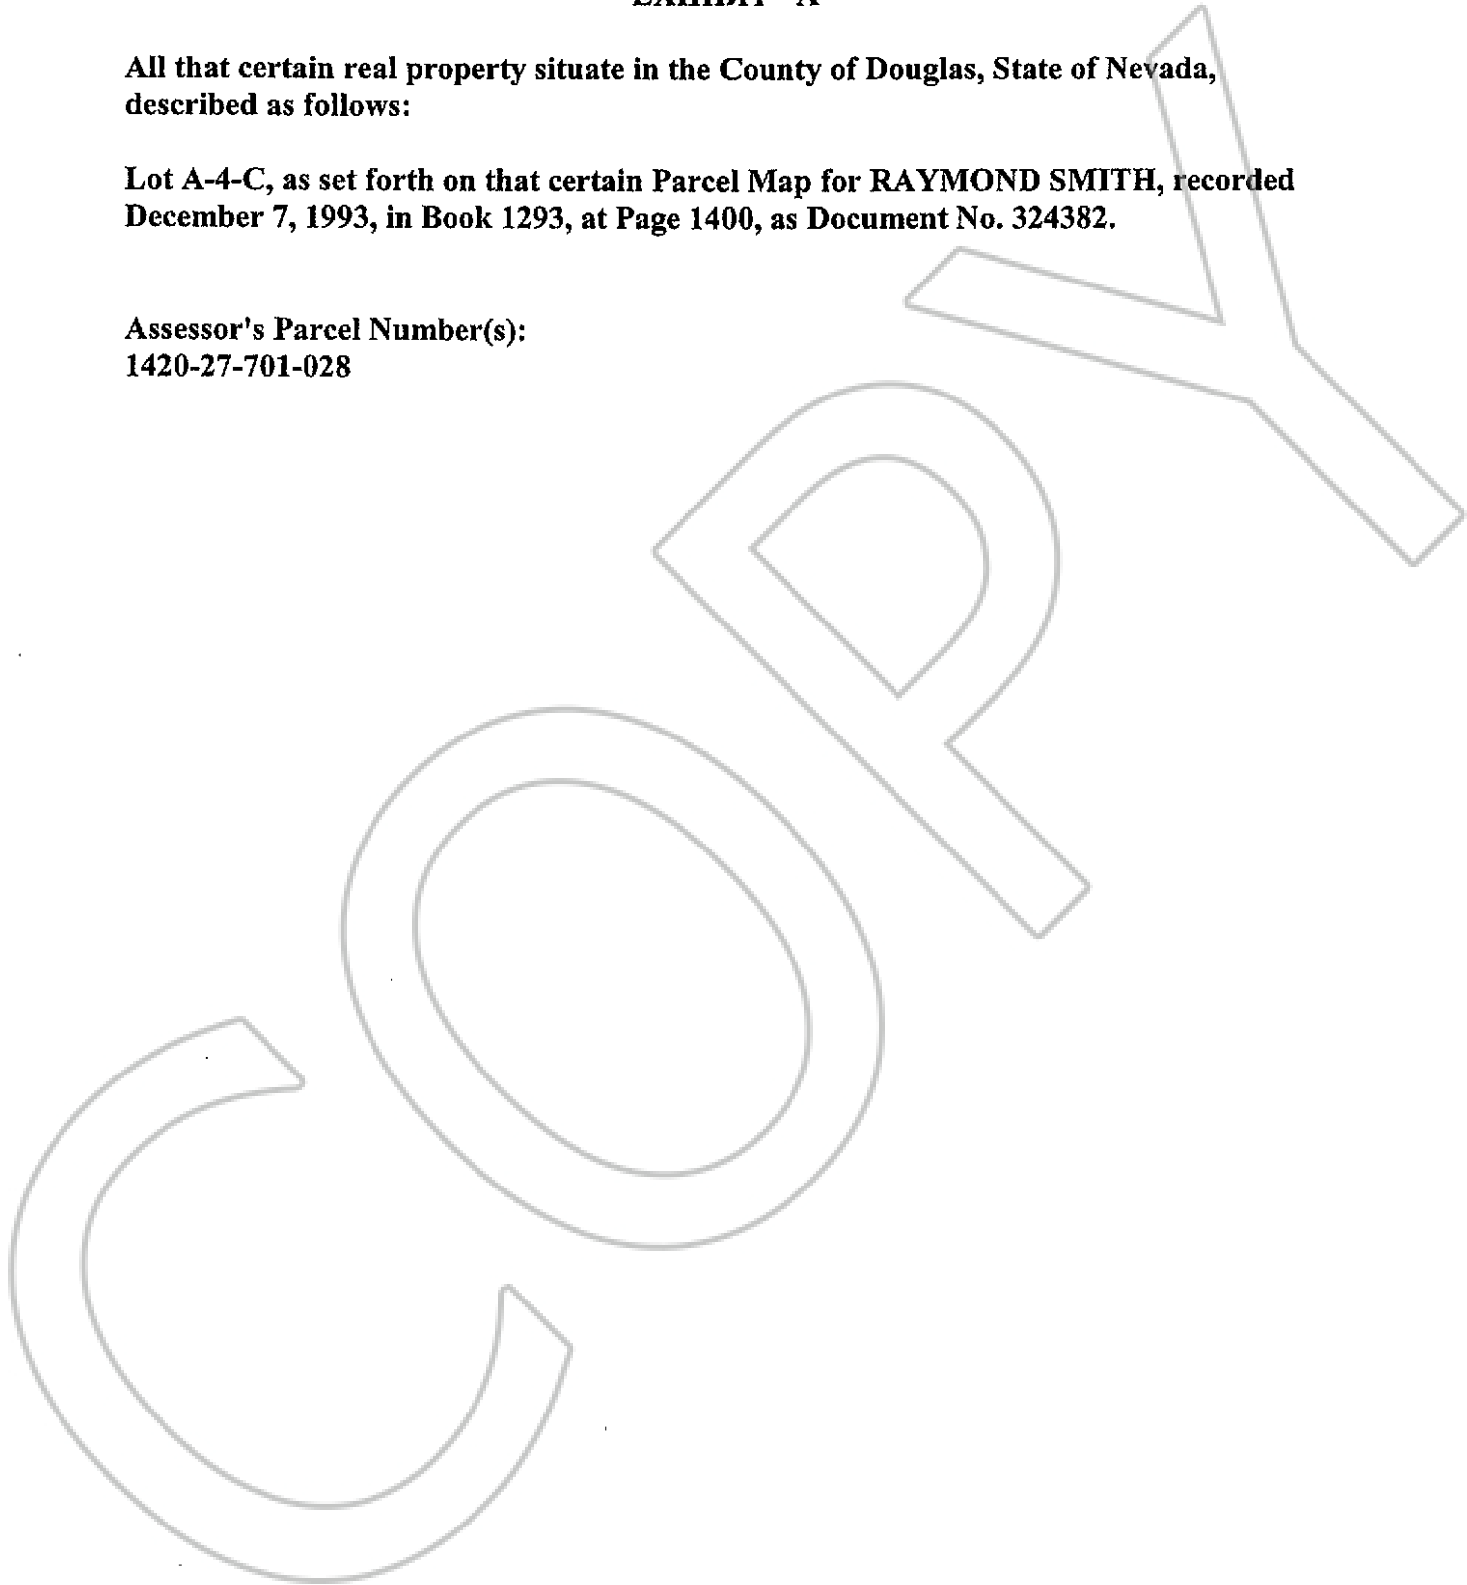 EXHIBIT "A"
All that certain real property situate in the County of Douglas, State of Nevada,
described as follows:
Lot A-4-C, as set forth on that certain Parcel Map for RAYMOND SMITH, recorded
December 7, 1993, in Book 1293, at Page 1400, as Document No. 324382.
Assessor's Parcel Number(s):
1420-27-701-028
COPY